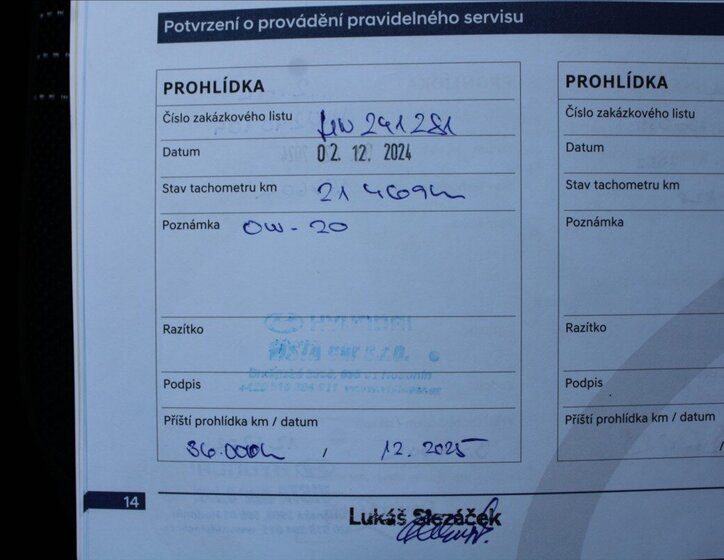 Potvrzení o provádění pravidelného servisu
PROHLÍDKA
Číslo zakázkového listu 241281
Datum 02. 12. 2024
Stav tachometru km 21 469km
Poznámka 0W-20
Razítko HYUNDAI
s.r.o.
Podpis
Příští prohlídka km / datum
36.000km / 12.2025
PROHLÍDKA
Číslo zakázkového listu
Datum
Stav tachometru km
Poznámka
Razítko
Podpis
Příští prohlídka km / datum
14
Lukáš Slezáček